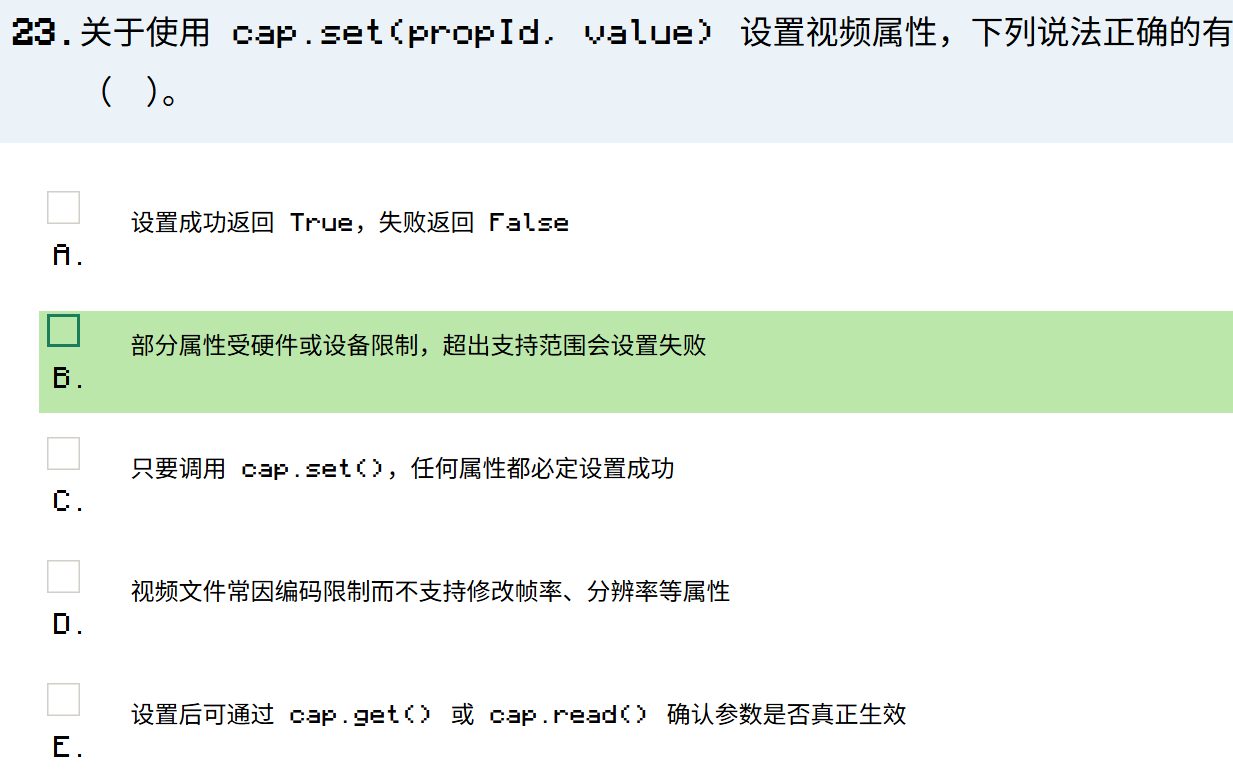 23.关于使用 cap.set(propId, value) 设置视频属性，下列说法正确的有
（ ）。
设置成功返回 True，失败返回 False
A.
部分属性受硬件或设备限制，超出支持范围会设置失败
B.
只要调用 cap.set()，任何属性都必定设置成功
C.
视频文件常因编码限制而不支持修改帧率、分辨率等属性
D.
设置后可通过 cap.get() 或 cap.read() 确认参数是否真正生效
E.